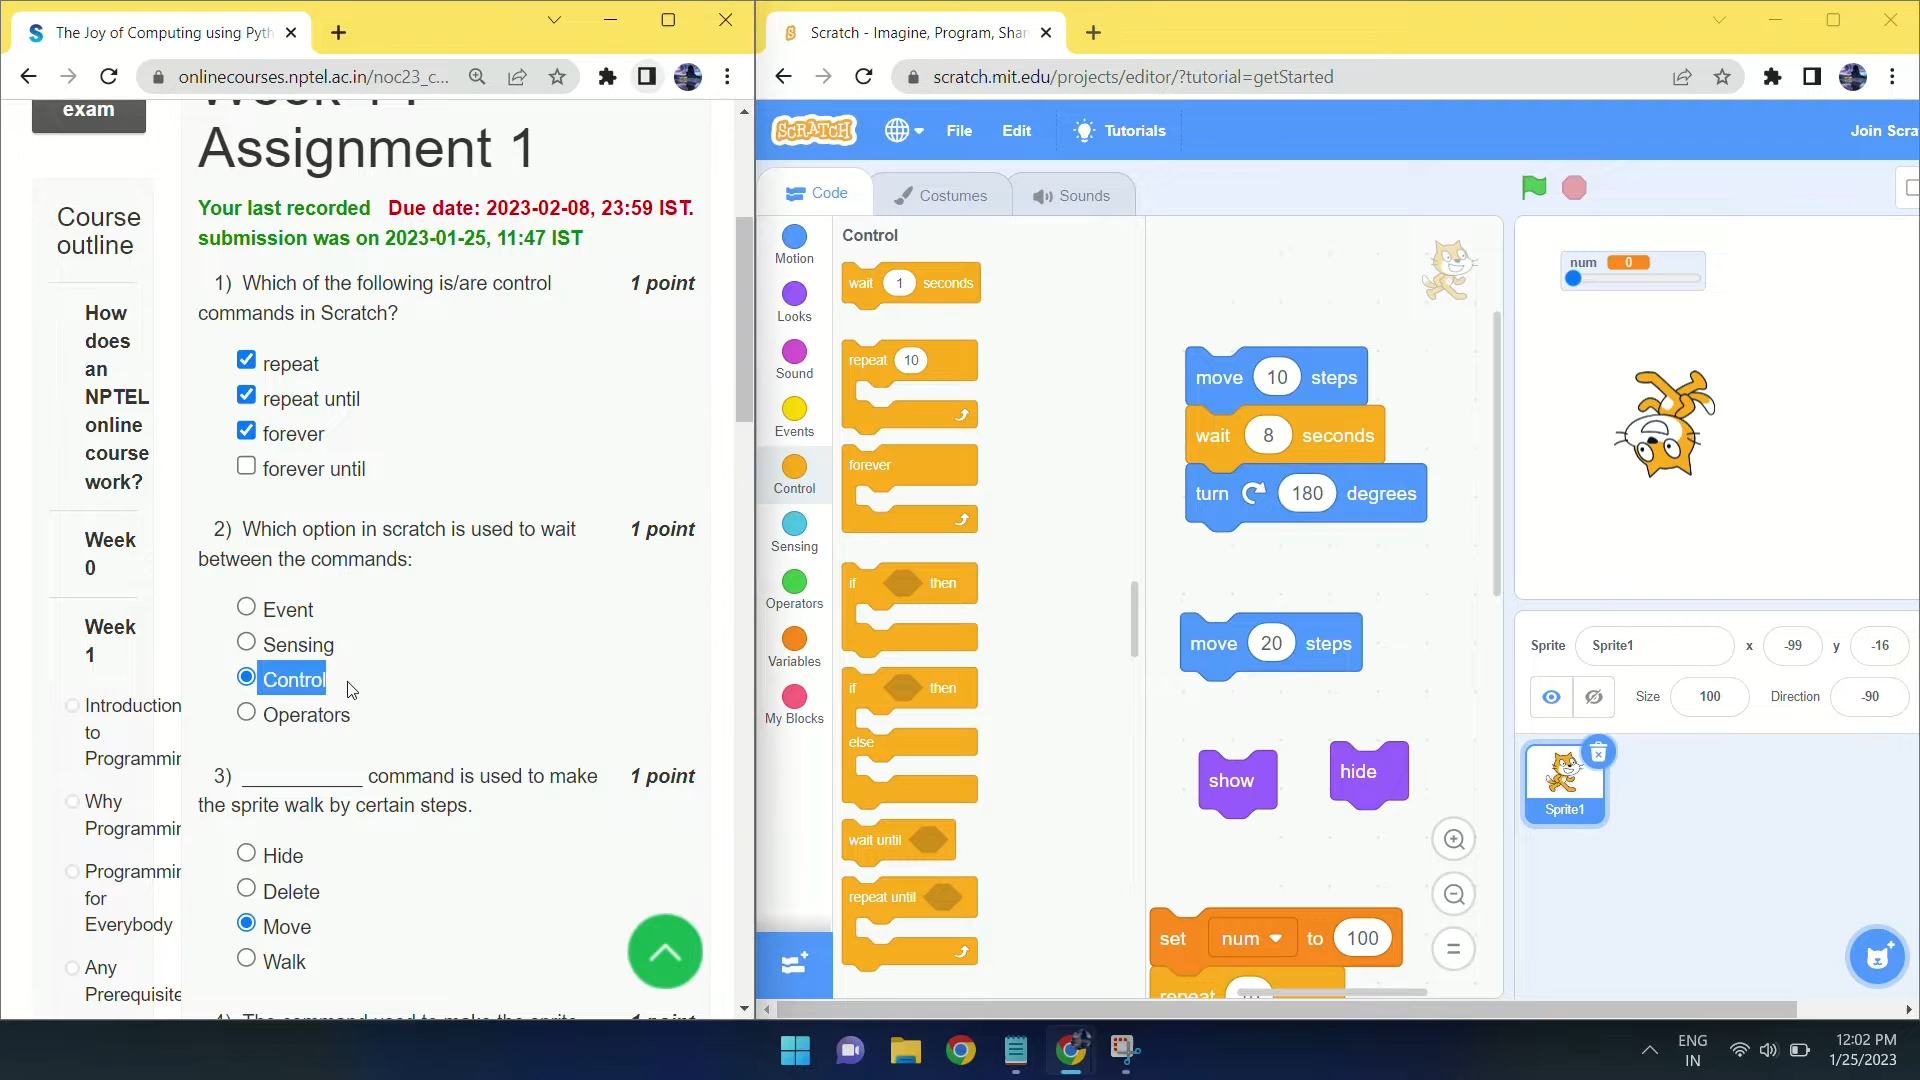 The Joy of Computing using Pyth
onlinecourses.nptel.ac.in/noc23_c...
exam
Course
outline
How
does
an
NPTEL
online
course
work?
Week
0
Week
1
Introduction
to
Programmin
Why
Programmin
Programmin
for
Everybody
Any
Prerequisite
Assignment 1
Your last recorded Due date: 2023-02-08, 23:59 IST.
submission was on 2023-01-25, 11:47 IST
1) Which of the following is/are control 1 point
commands in Scratch?
repeat
repeat until
forever
forever until
2) Which option in scratch is used to wait 1 point
between the commands:
Event
Sensing
Control
Operators
3) ___________ command is used to make 1 point
the sprite walk by certain steps.
Hide
Delete
Move
Walk
Scratch - Imagine, Program, Shar
scratch.mit.edu/projects/editor/?tutorial=getStarted
SCRATCH File Edit Tutorials Join Scra
Code Costumes Sounds
Motion
Looks
Sound
Events
Control
Sensing
Operators
Variables
My Blocks
Control
wait 1 seconds
repeat 10
forever
if then
if then
else
wait until
repeat until
move 10 steps
wait 8 seconds
turn 180 degrees
move 20 steps
show hide
set num to 100
repeat
num 0
Sprite Sprite1 x -99 y -16
Size 100 Direction -90
Sprite1
ENG
IN
12:02 PM
1/25/2023